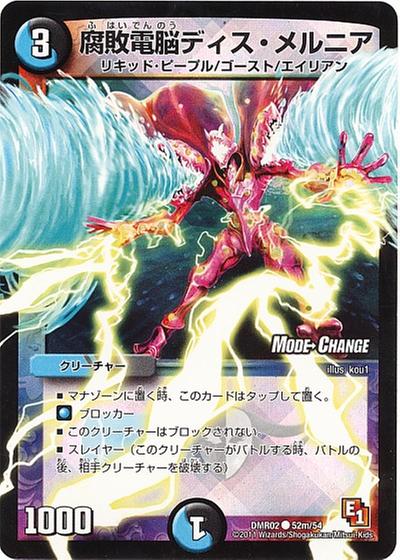 3
ふはいでんのう
腐敗電脳ディス・メルニア
リキッド・ピープル/ゴースト/エイリアン
MODE CHANGE
illus. kou1
クリーチャー
■ マナゾーンに置く時、このカードはタップして置く。
ブロッカー
■ このクリーチャーはブロックされない。
■ スレイヤー（このクリーチャーがバトルする時、バトルの
後、相手クリーチャーを破壊する）
1000
1
DMR02 ● 52m/54
©2011 Wizards/Shogakukan/Mitsui-Kids
E1